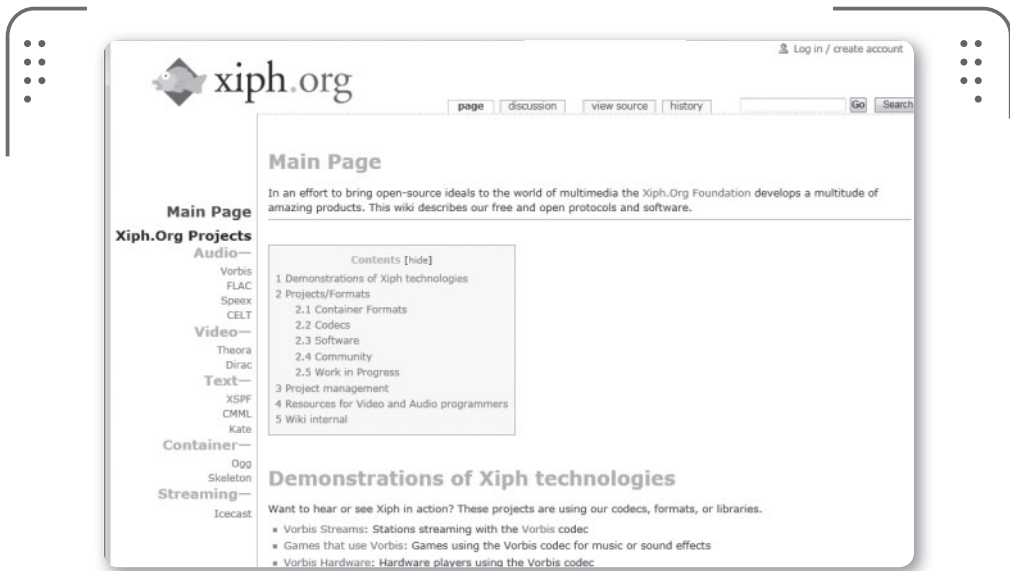 Log in / create account
xiph.org
page discussion view source history Go Search
Main Page
In an effort to bring open-source ideals to the world of multimedia the Xiph.Org Foundation develops a multitude of
amazing products. This wiki describes our free and open protocols and software.
Main Page
Xiph.Org Projects
Audio—
Vorbis
FLAC
Speex
CELT
Video—
Theora
Dirac
Text—
XSPF
CMML
Kate
Container—
Ogg
Skeleton
Streaming—
Icecast
Contents [hide]
1 Demonstrations of Xiph technologies
2 Projects/Formats
2.1 Container Formats
2.2 Codecs
2.3 Software
2.4 Community
2.5 Work in Progress
3 Project management
4 Resources for Video and Audio programmers
5 Wiki internal
Demonstrations of Xiph technologies
Want to hear or see Xiph in action? These projects are using our codecs, formats, or libraries.
Vorbis Streams: Stations streaming with the Vorbis codec
Games that use Vorbis: Games using the Vorbis codec for music or sound effects
Vorbis Hardware: Hardware players using the Vorbis codec